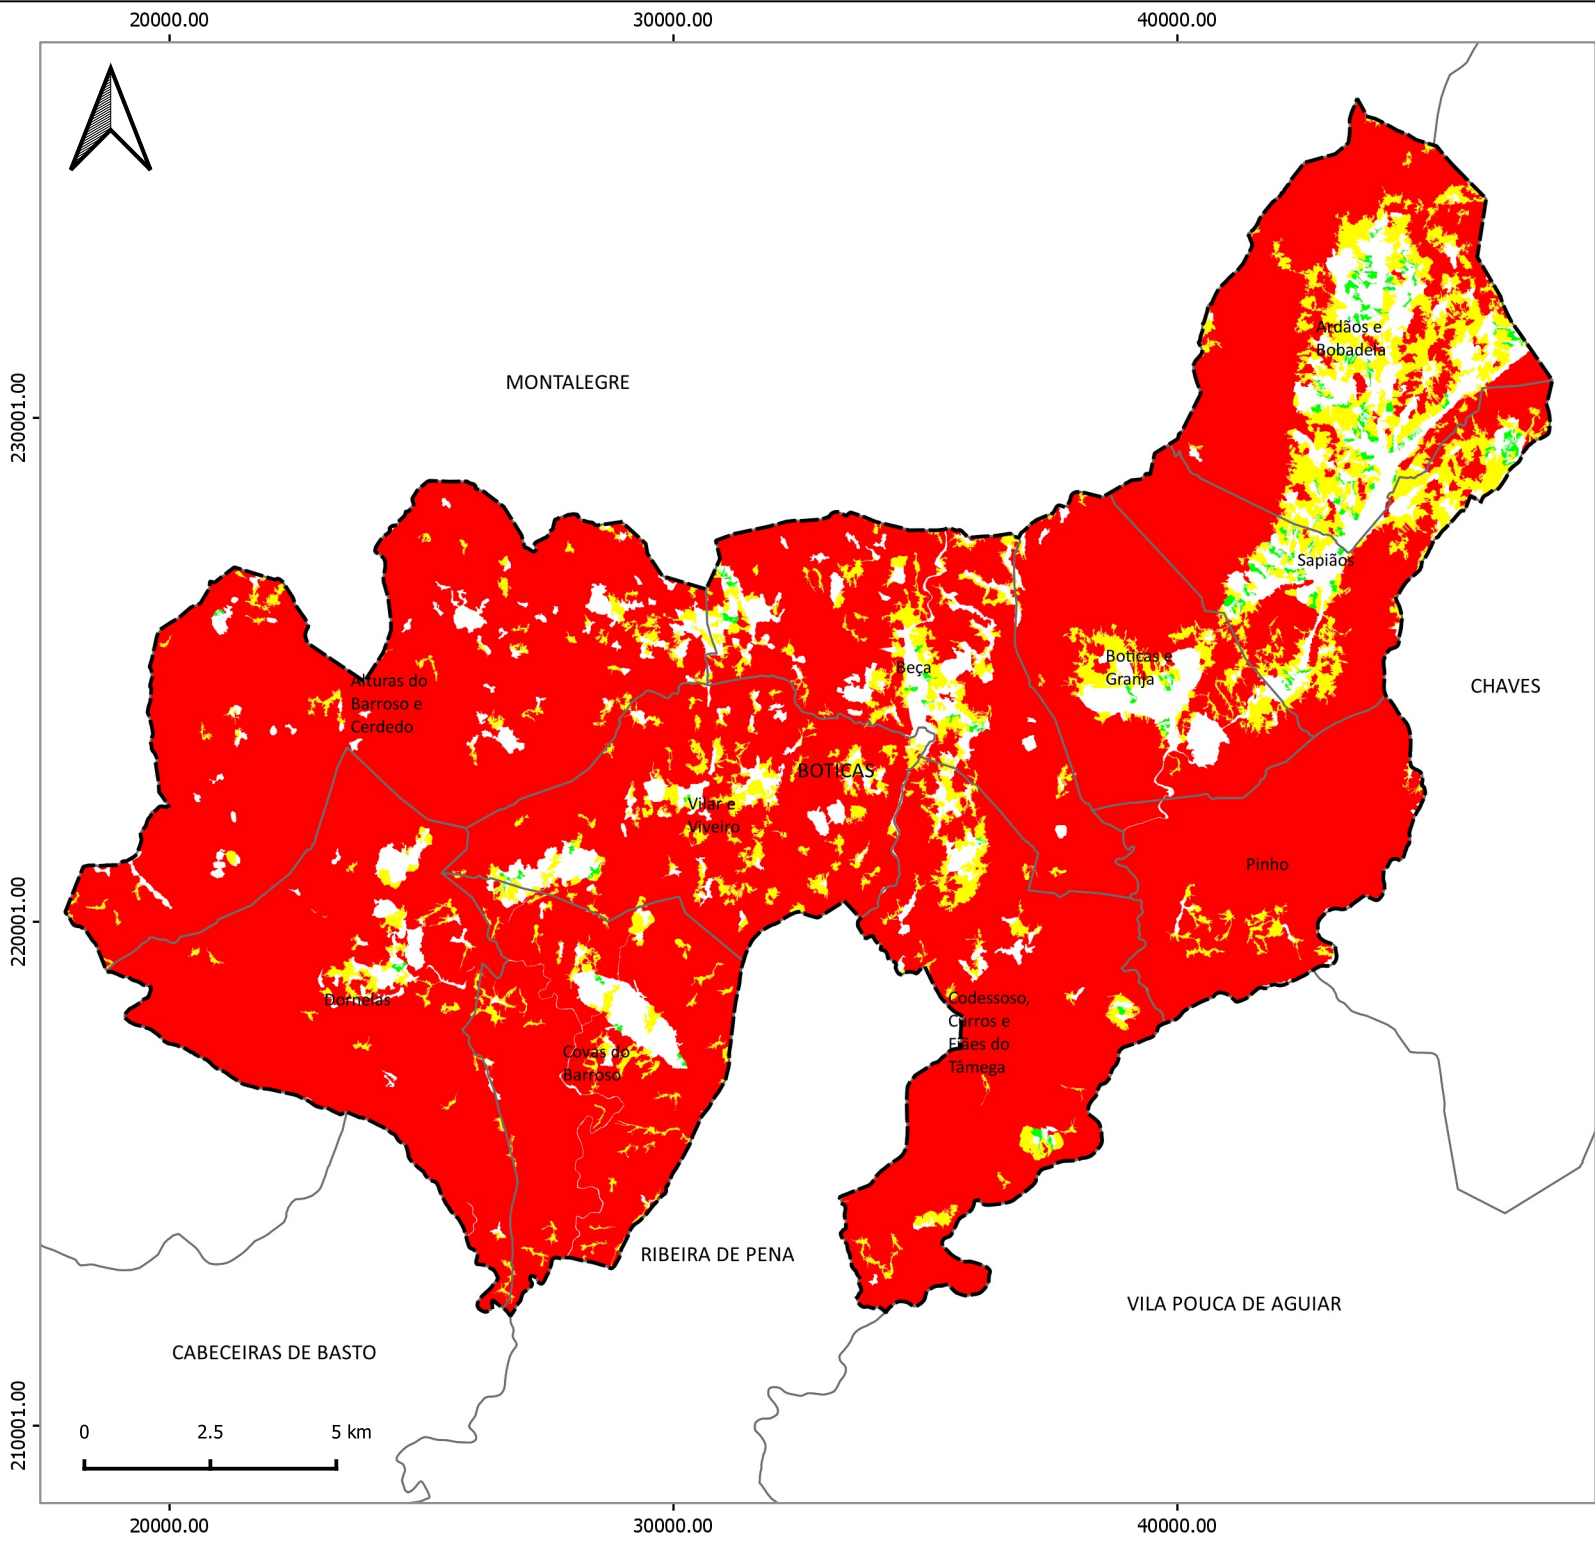 20000.00
30000.00
40000.00
230001.00
220001.00
210001.00
MONTALEGRE
Ardãos e
Bobadela
Sapiãos
Beça
Boticas e
Granja
CHAVES
Alturas do
Barroso e
Cerdedo
BOTICAS
Vilar e
Viveiro
Pinho
Dornelas
Codessoso,
Curros e
Fiães do
Tâmega
Covas do
Barroso
RIBEIRA DE PENA
VILA POUCA DE AGUIAR
CABECEIRAS DE BASTO
0
2.5
5 km
20000.00
30000.00
40000.00